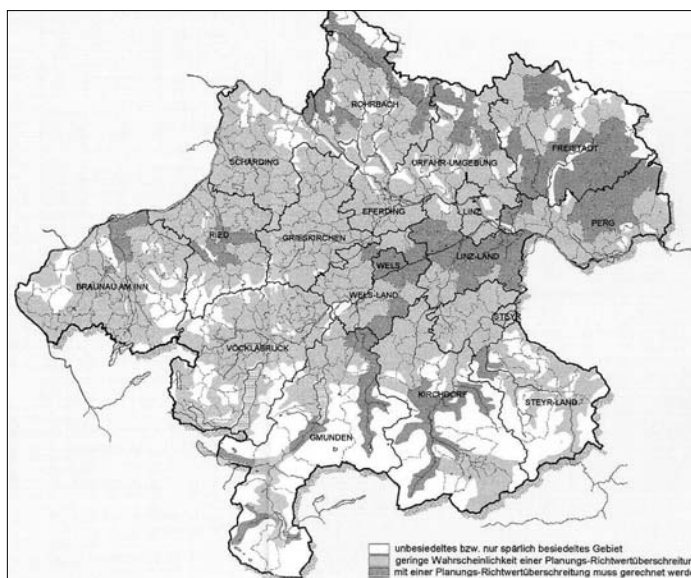 ROHRBACH
FREISTADT
SCHÄRDING
URFAHR-UMGEBUNG
EFERDING
LINZ
PERG
RIED
GRIESKIRCHEN
WELS
LINZ-LAND
BRAUNAU AM INN
WELS-LAND
STEYR
VÖCKLABRUCK
KIRCHDORF
STEYR-LAND
GMUNDEN
unbesiedeltes bzw. nur spärlich besiedeltes Gebiet
geringe Wahrscheinlichkeit einer Planungs-Richtwertüberschreitun
mit einer Planungs-Richtwertüberschreitung muss gerechnet werde